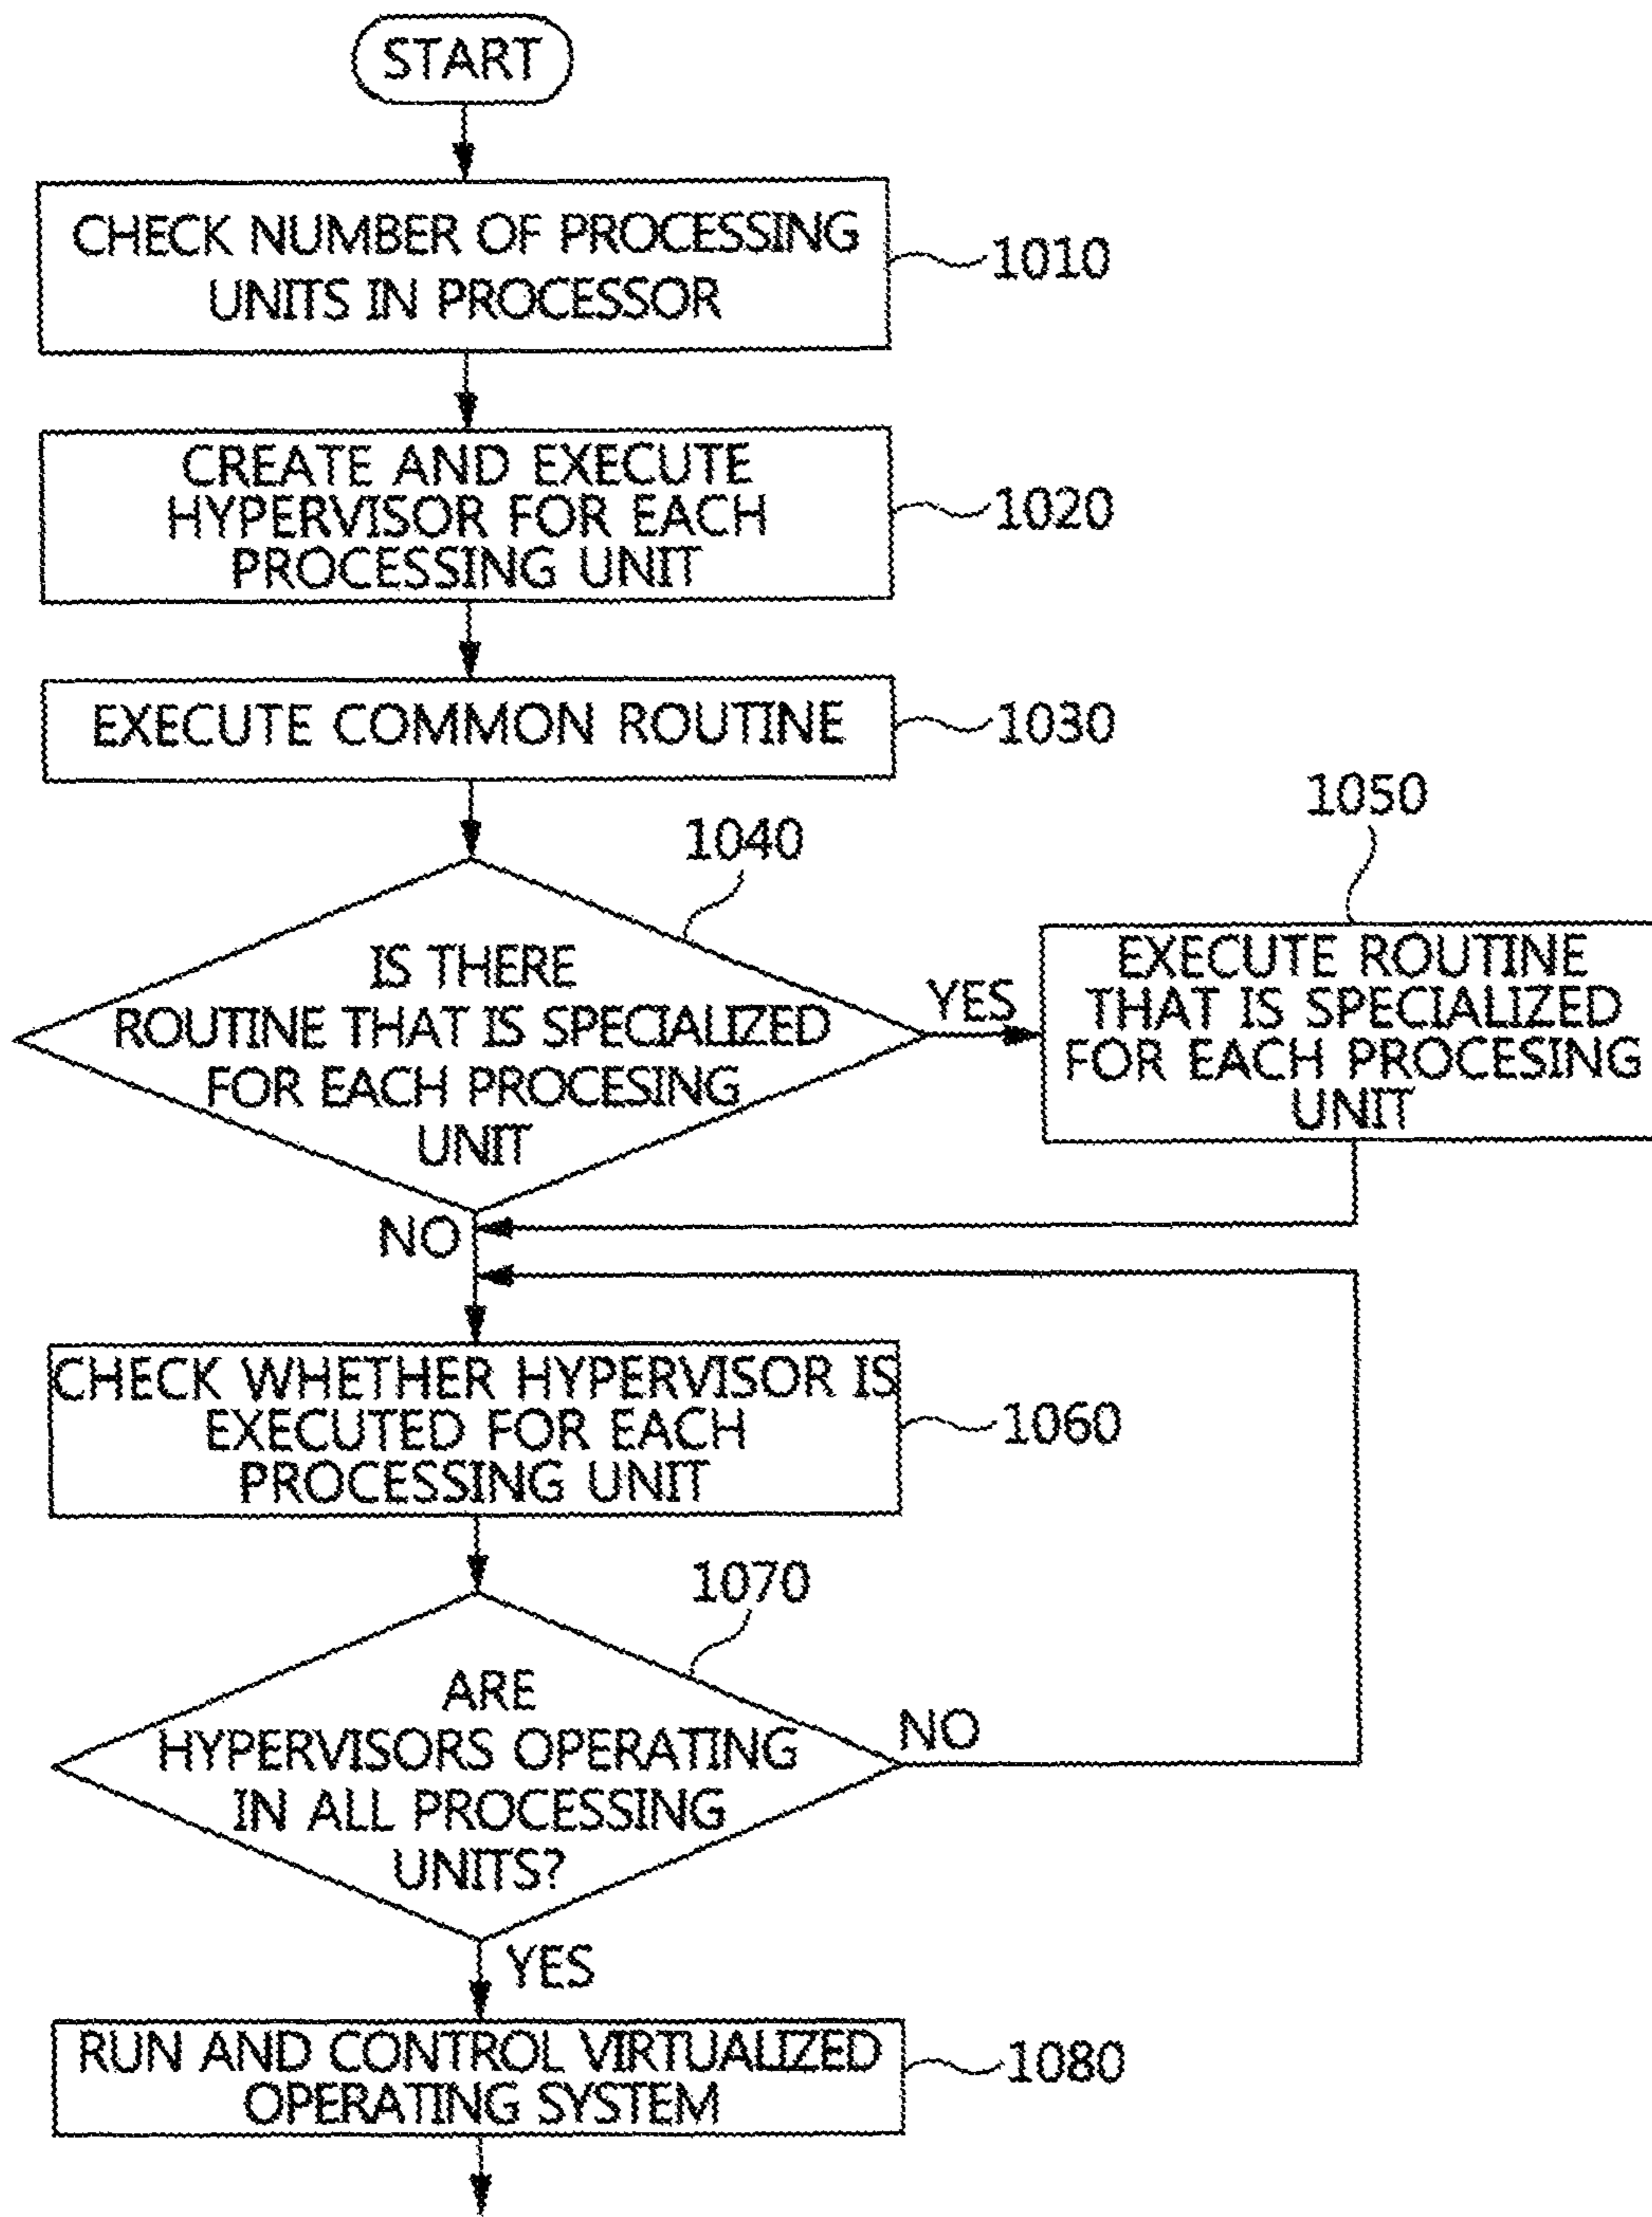 START
CHECK NUMBER OF PROCESSING
UNITS IN PROCESSOR
1010
CREATE AND EXECUTE
HYPERVISOR FOR EACH
PROCESSING UNIT
1020
EXECUTE COMMON ROUTINE
1030
1040
IS THERE
ROUTINE THAT IS SPECIALIZED
FOR EACH PROCESING
UNIT
YES
1050
EXECUTE ROUTINE
THAT IS SPECIALIZED
FOR EACH PROCESING
UNIT
NO
CHECK WHETHER HYPERVISOR IS
EXECUTED FOR EACH
PROCESSING UNIT
1060
1070
ARE
HYPERVISORS OPERATING
IN ALL PROCESSING
UNITS?
NO
YES
RUN AND CONTROL VIRTUALIZED
OPERATING SYSTEM
1080